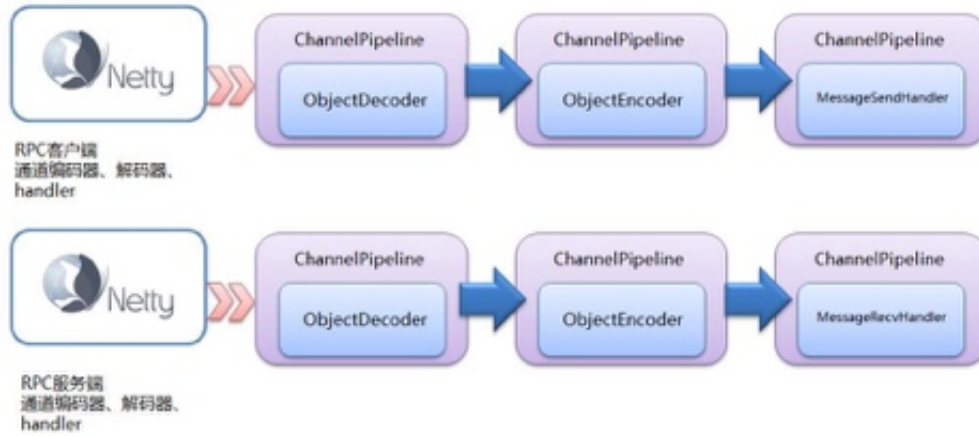 Netty
ChannelPipeline
ChannelPipeline
ChannelPipeline
ObjectDecoder
ObjectEncoder
MessageSendHandler
RPC客户端
通道编码器、解码器、
handler
Netty
ChannelPipeline
ChannelPipeline
ChannelPipeline
ObjectDecoder
ObjectEncoder
MessageRecvHandler
RPC服务端
通道编码器、解码器、
handler